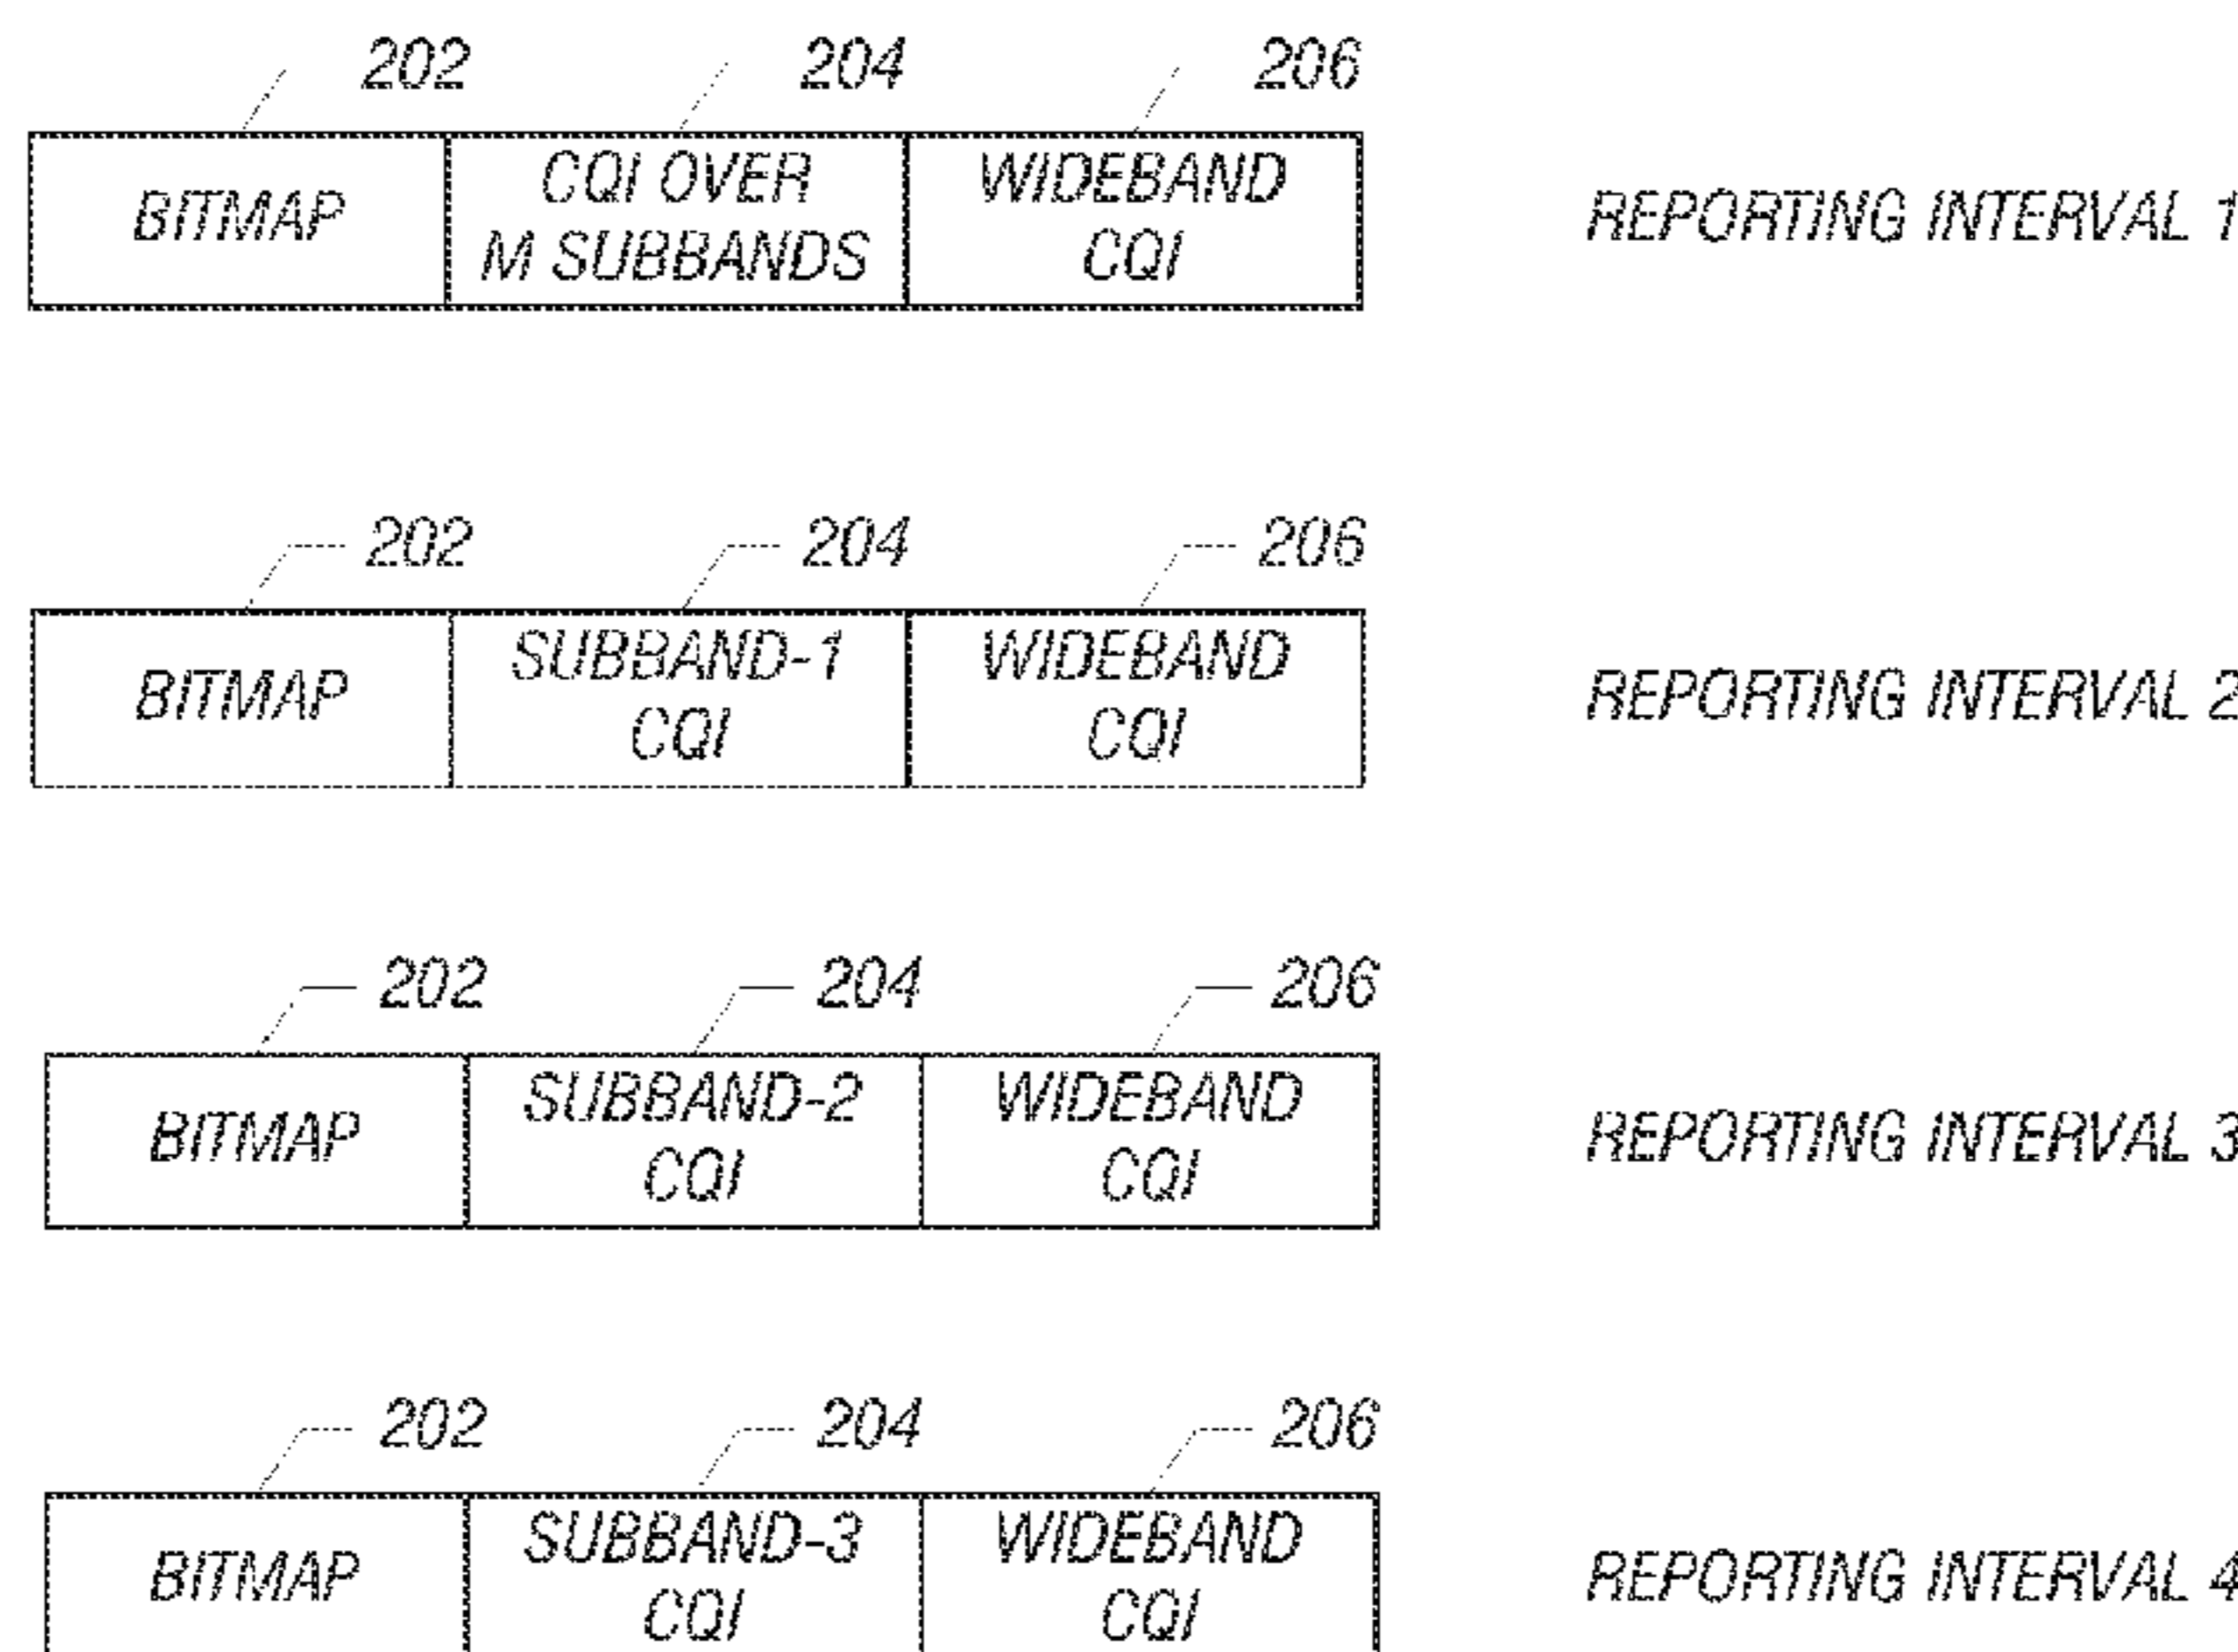 202 204 206
BITMAP
CQI OVER
M SUBBANDS
WIDEBAND
CQI
REPORTING INTERVAL 1
202 204 206
BITMAP
SUBBAND-1
CQI
WIDEBAND
CQI
REPORTING INTERVAL 2
202 204 206
BITMAP
SUBBAND-2
CQI
WIDEBAND
CQI
REPORTING INTERVAL 3
202 204 206
BITMAP
SUBBAND-3
CQI
WIDEBAND
CQI
REPORTING INTERVAL 4